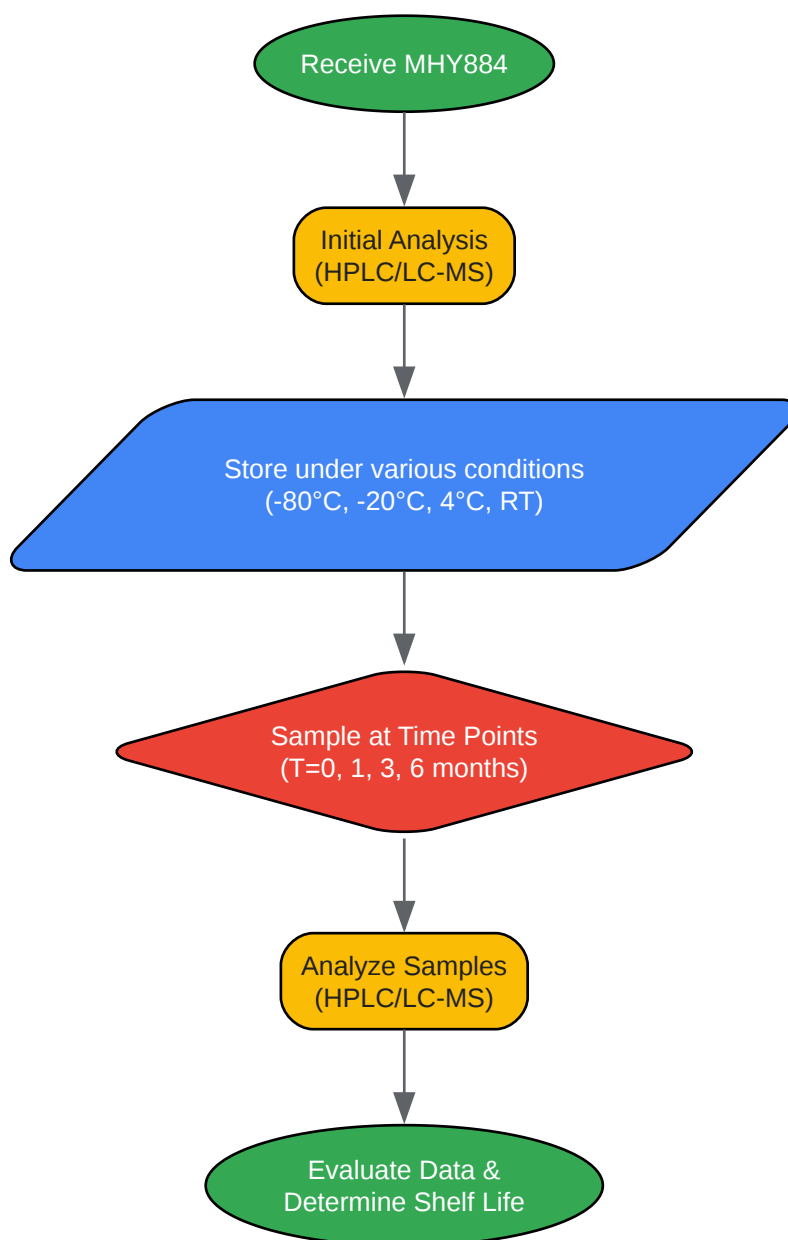 Receive MHY884
Initial Analysis
(HPLC/LC-MS)
Store under various conditions
(-80°C, -20°C, 4°C, RT)
Sample at Time Points
(T=0, 1, 3, 6 months)
Analyze Samples
(HPLC/LC-MS)
Evaluate Data &
Determine Shelf Life